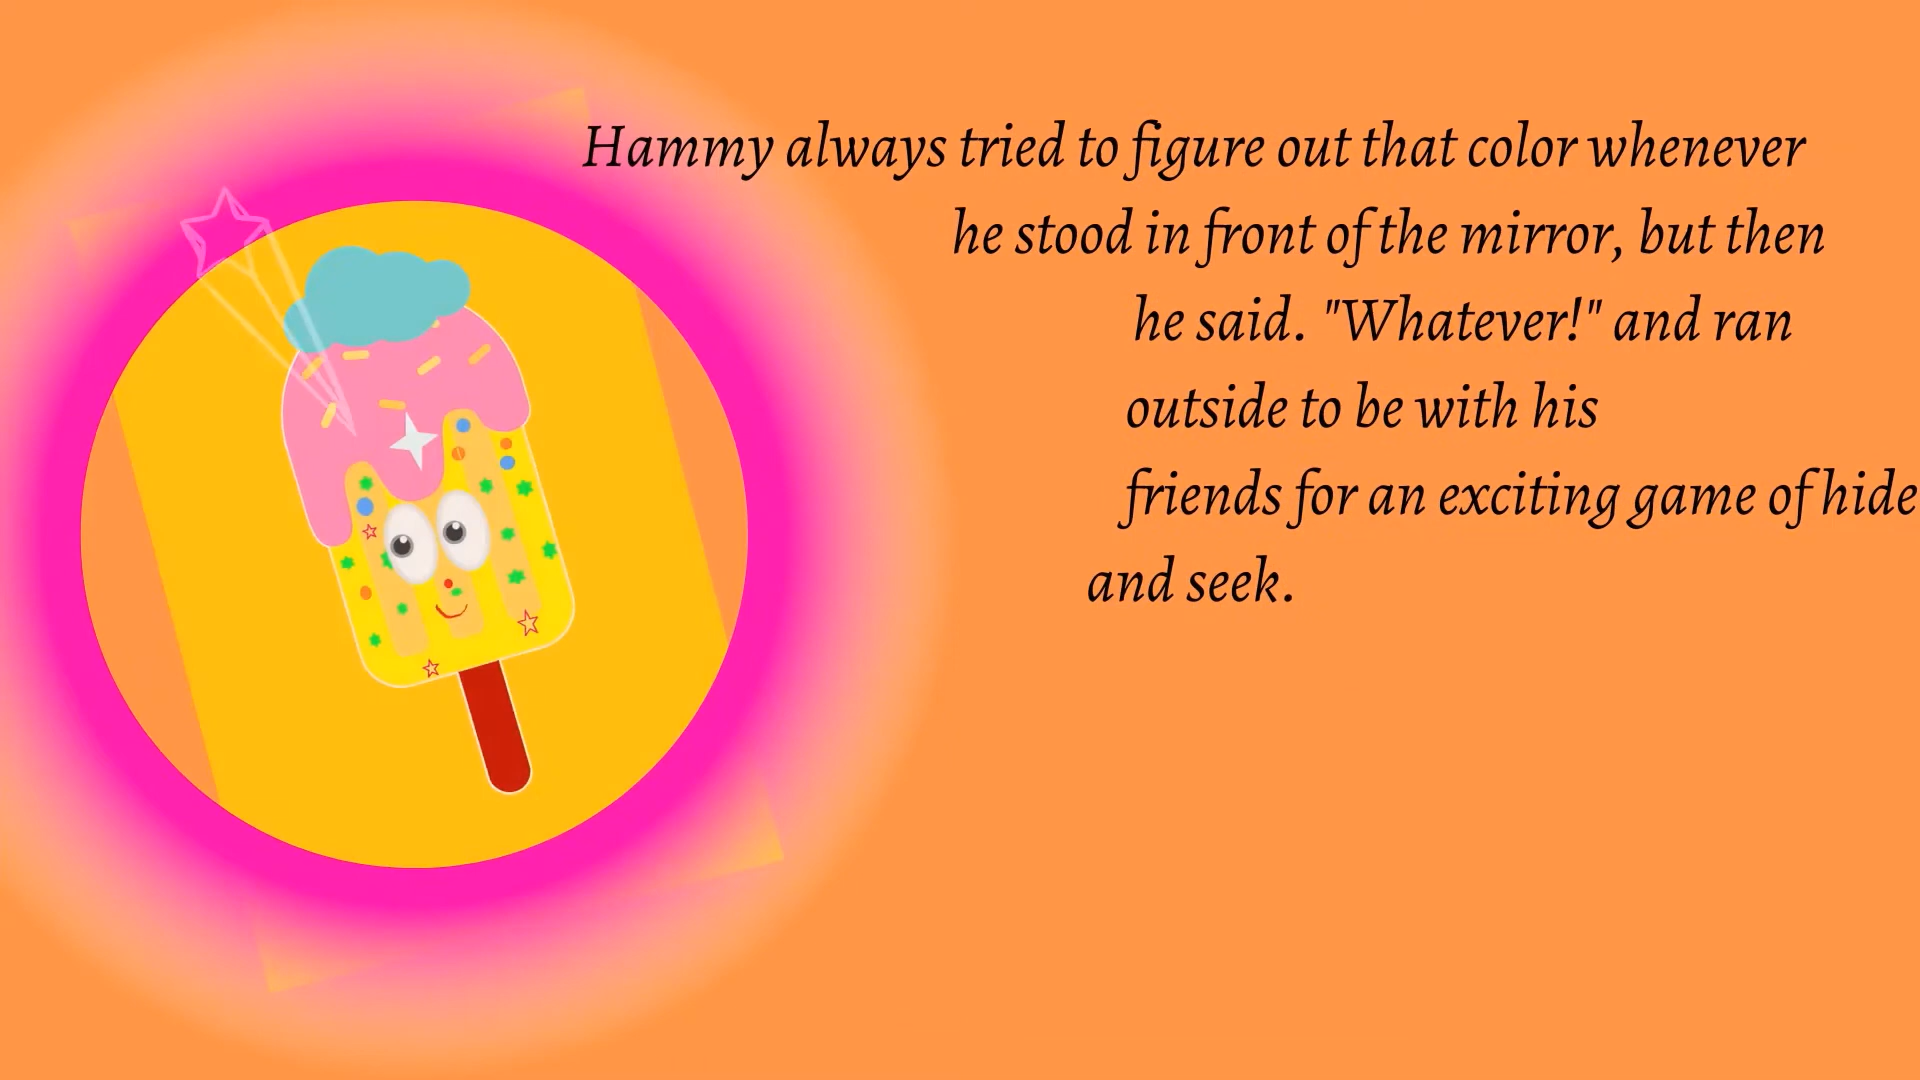 Hammy always tried to figure out that color whenever
he stood in front of the mirror, but then
he said. "Whatever!" and ran
outside to be with his
friends for an exciting game of hide
and seek.